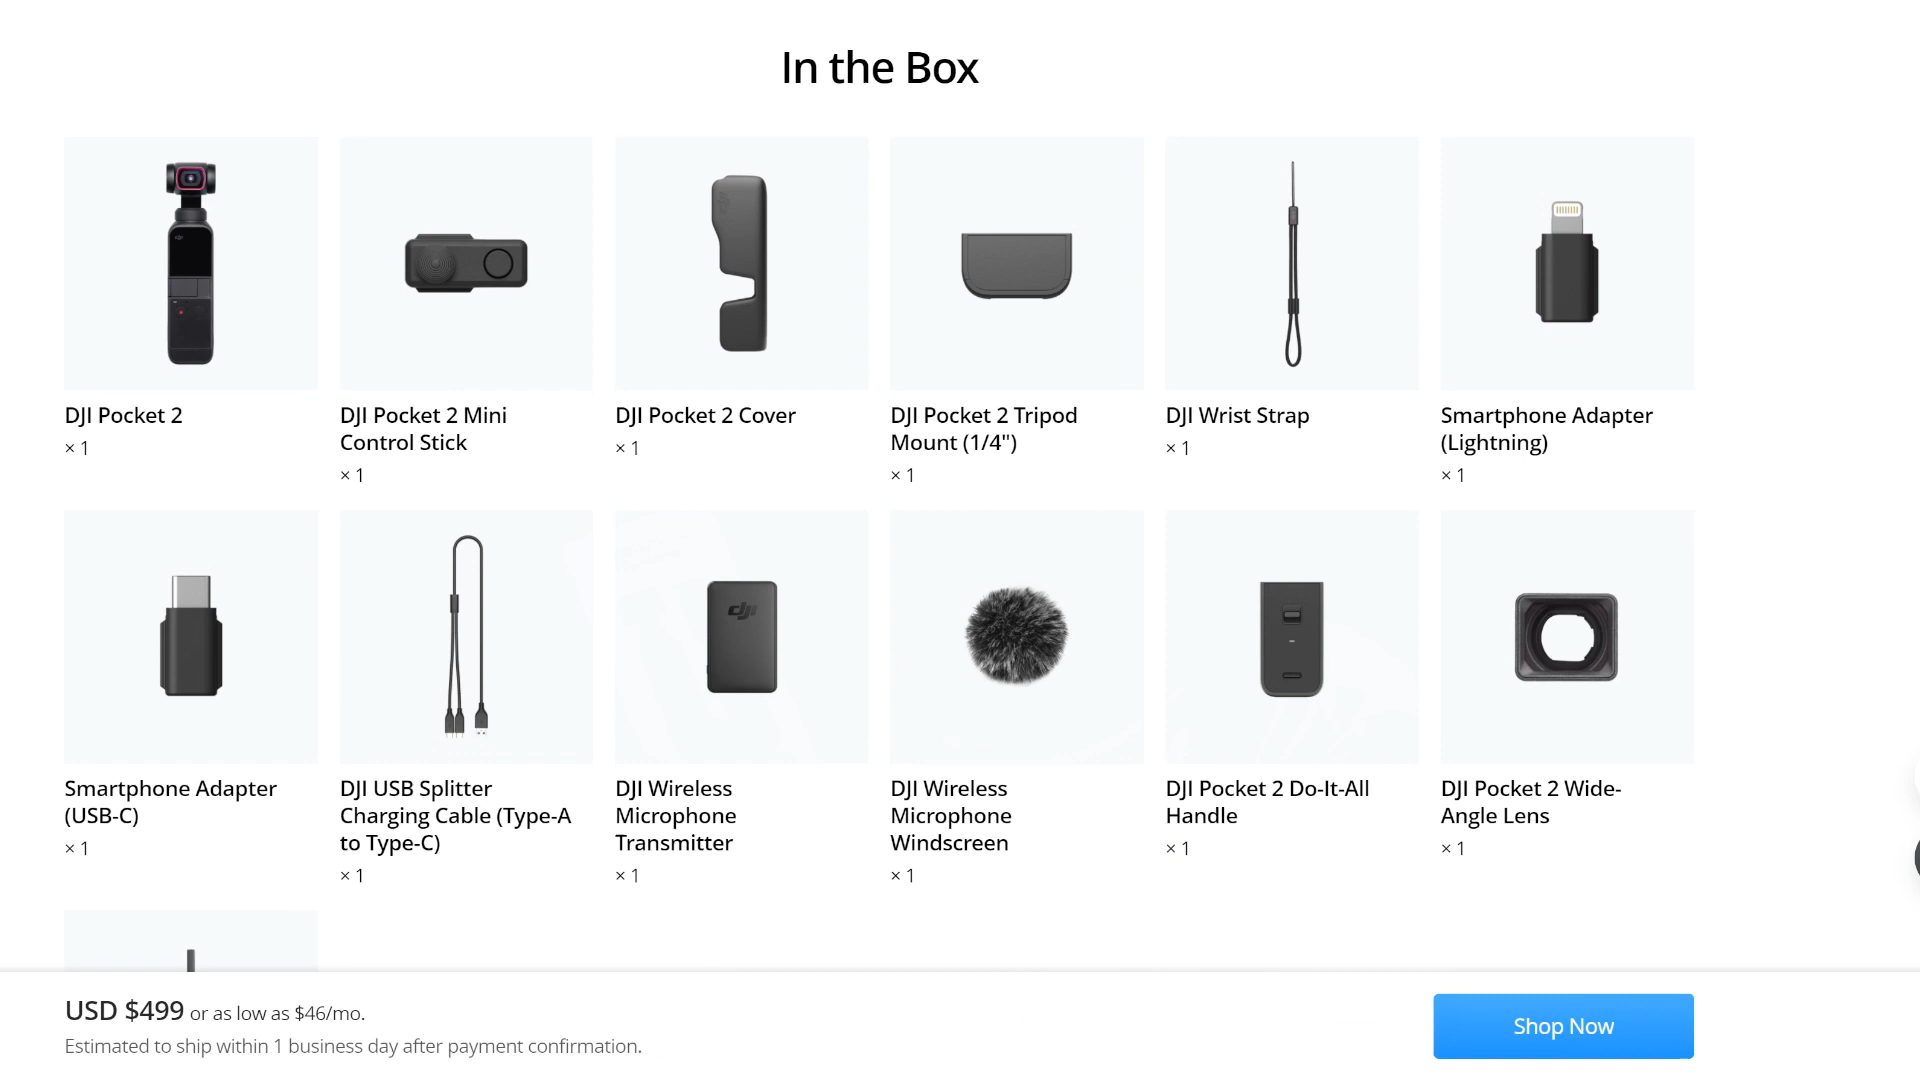 In the Box
DJI Pocket 2
× 1
DJI Pocket 2 Mini
Control Stick
× 1
DJI Pocket 2 Cover
× 1
DJI Pocket 2 Tripod
Mount (1/4")
× 1
DJI Wrist Strap
× 1
Smartphone Adapter
(Lightning)
× 1
Smartphone Adapter
(USB-C)
× 1
DJI USB Splitter
Charging Cable (Type-A
to Type-C)
× 1
dji
DJI Wireless
Microphone
Transmitter
× 1
DJI Wireless
Microphone
Windscreen
× 1
DJI Pocket 2 Do-It-All
Handle
× 1
DJI Pocket 2 Wide-
Angle Lens
× 1
USD $499 or as low as $46/mo.
Estimated to ship within 1 business day after payment confirmation.
Shop Now